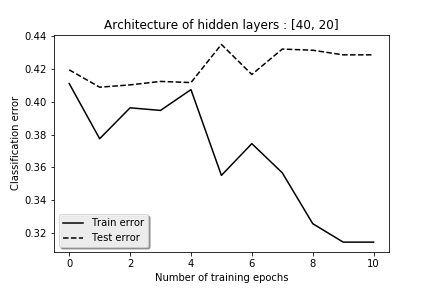 Architecture of hidden layers : [40, 20]
0.44
0.42
0.40
0.38
0.36
0.34
0.32
Classification error
Train error
Test error
0 2 4 6 8 10
Number of training epochs